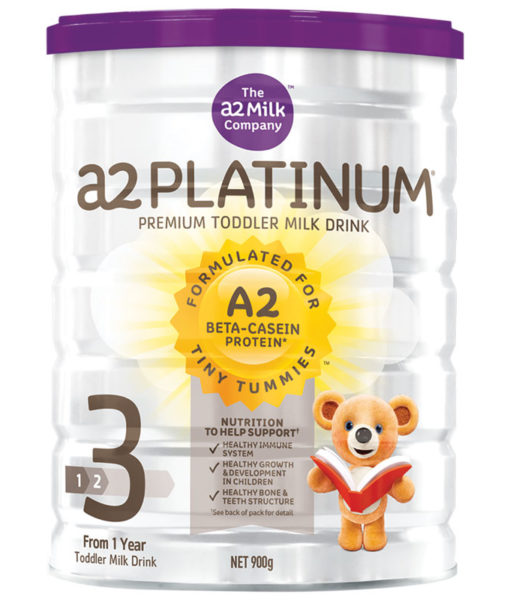 The
a2 Milk
Company™
a2 PLATINUM®
PREMIUM TODDLER MILK DRINK
FORMULATED FOR
A2
BETA-CASEIN
PROTEIN*
TINY TUMMIES™
NUTRITION
TO HELP SUPPORT†
✓ HEALTHY IMMUNE
SYSTEM
✓ HEALTHY GROWTH
& DEVELOPMENT
IN CHILDREN
✓ HEALTHY BONE &
TEETH STRUCTURE
†See back of pack for detail
1 2 3
From 1 Year
Toddler Milk Drink
NET 900g